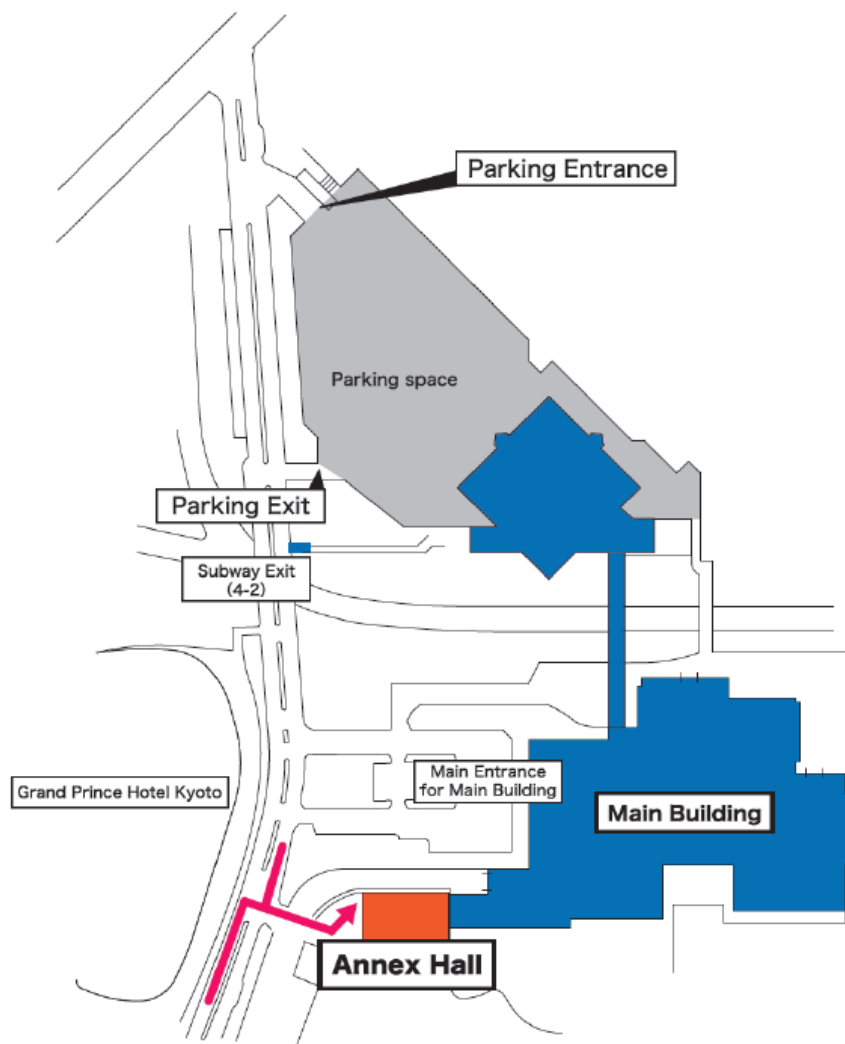 Parking Entrance
Parking space
Parking Exit
Subway Exit
(4-2)
Grand Prince Hotel Kyoto
Main Entrance
for Main Building
Main Building
Annex Hall